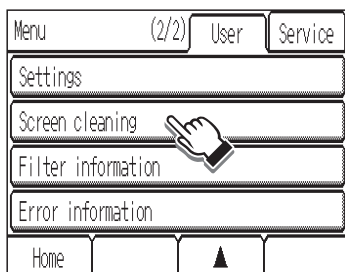 Menu (2/2) User Service
Settings
Screen cleaning
Filter information
Error information
Home ▲